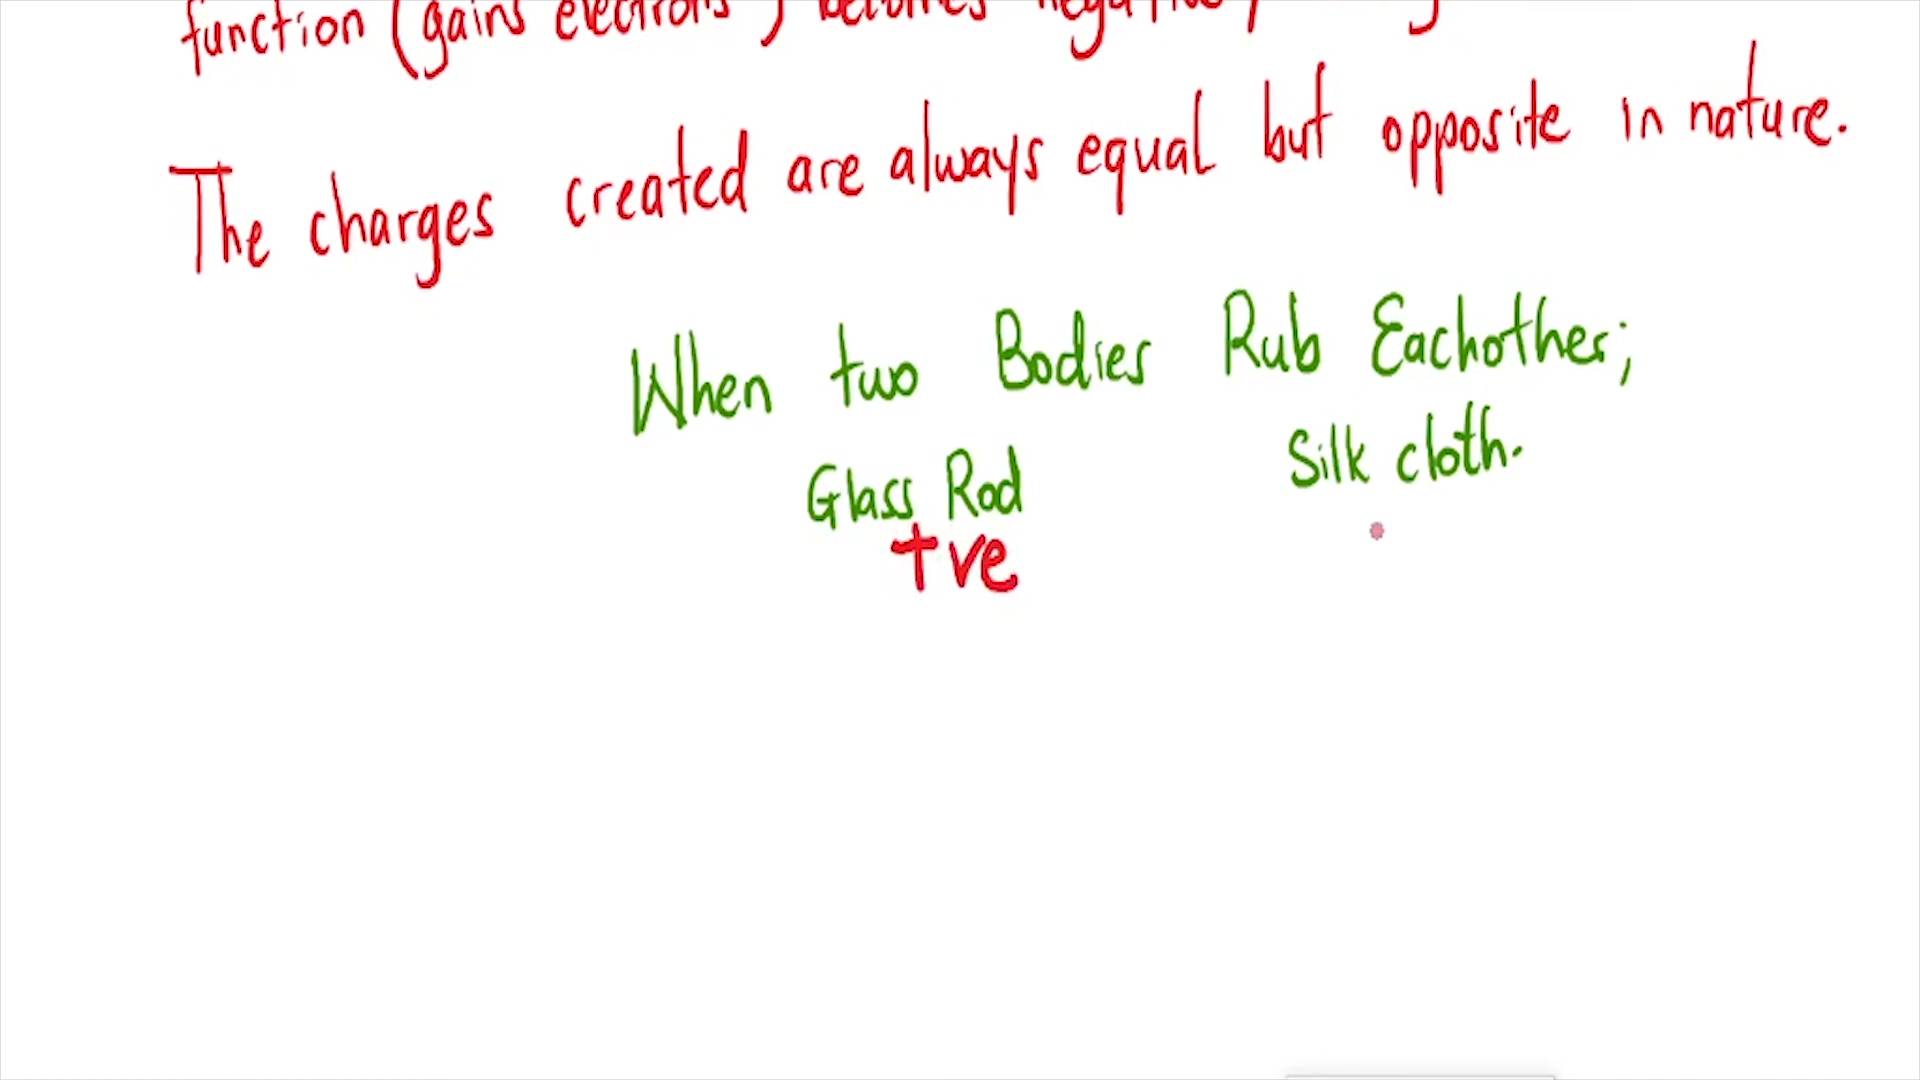 function (gains electrons) becomes
The charges created are always equal but opposite in nature.
When two Bodies Rub Eachother;
Glass Rod Silk cloth.
+ve